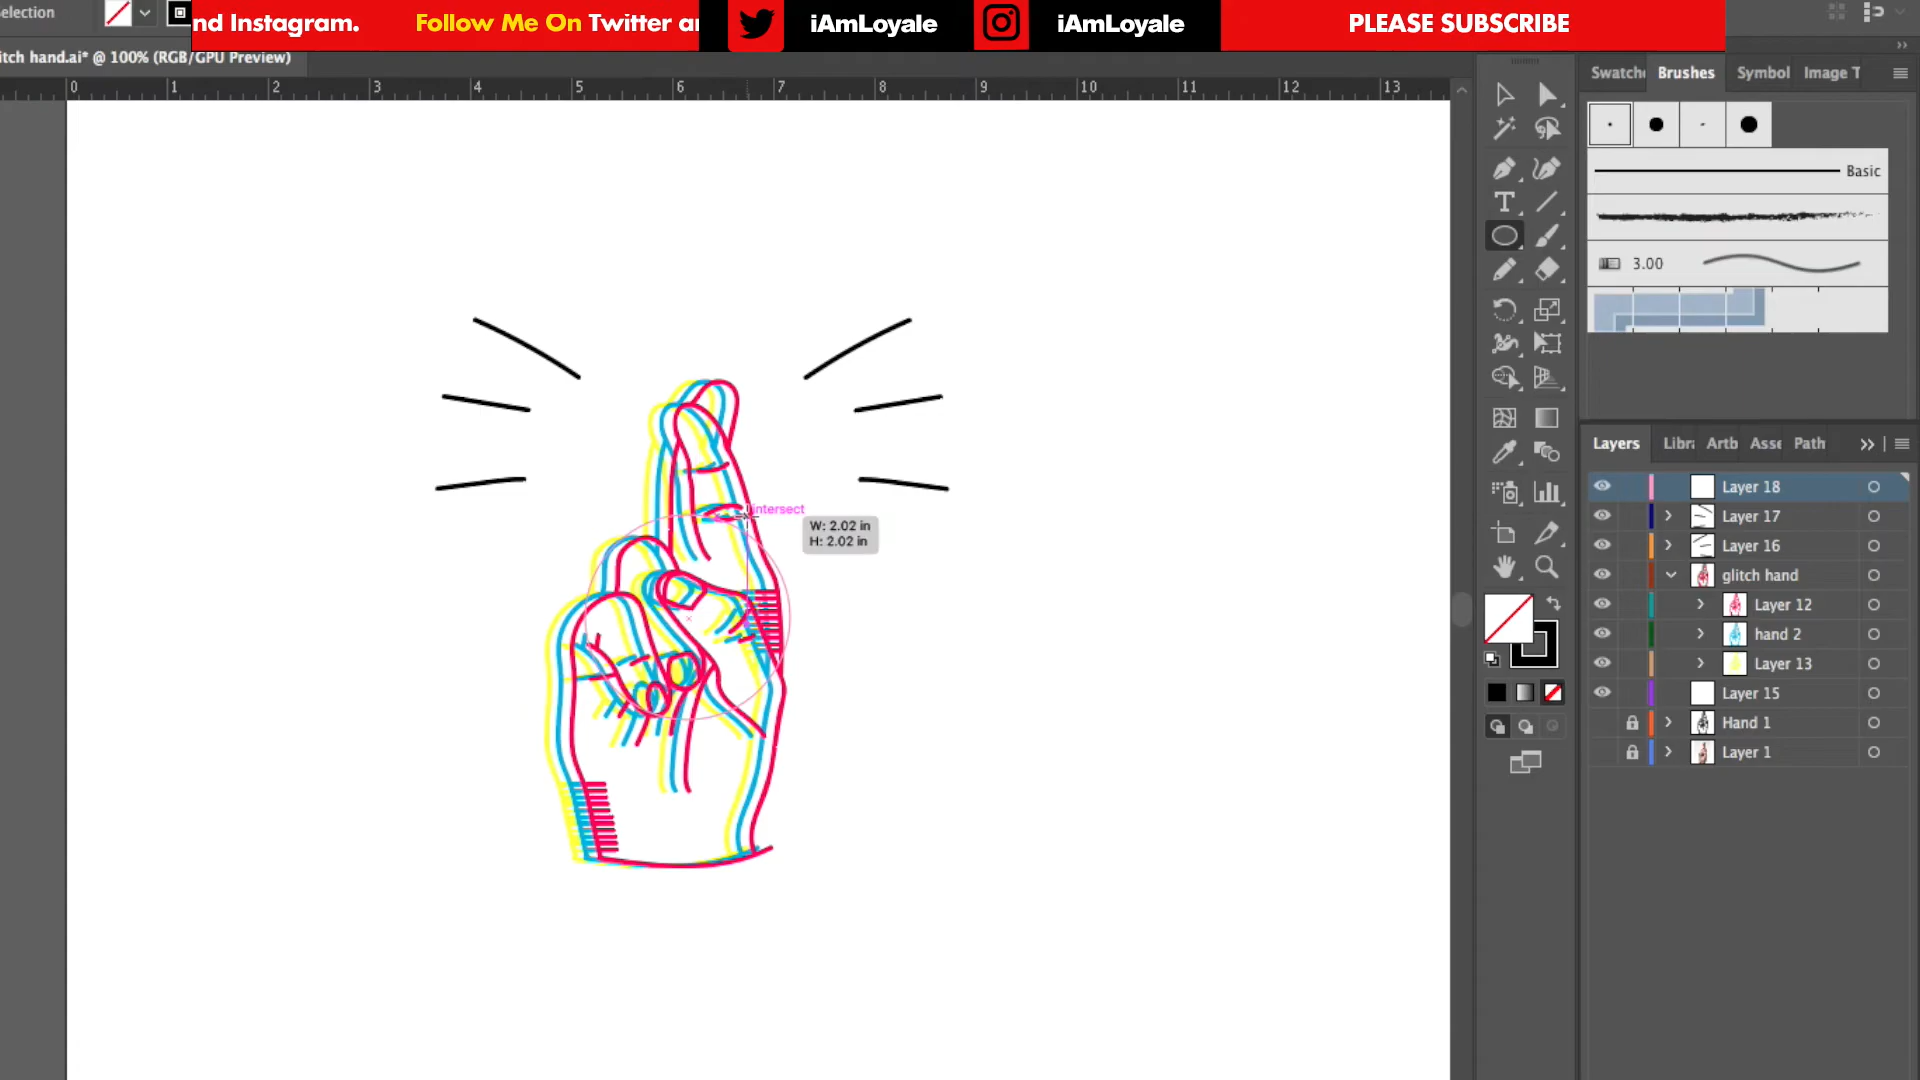 election
nd Instagram.
Follow Me On Twitter a
iAmLoyale
iAmLoyale
PLEASE SUBSCRIBE
itch hand.ai* @ 100% (RGB/GPU Preview)
0 1 2 3 4 5 6 7 8 9 10 11 12 13
Swatche Brushes Symbol Image T
Basic
3.00
intersect
W: 2.02 in
H: 2.02 in
Layers Libra Artb Asse Path
Layer 18
Layer 17
Layer 16
glitch hand
Layer 12
hand 2
Layer 13
Layer 15
Hand 1
Layer 1